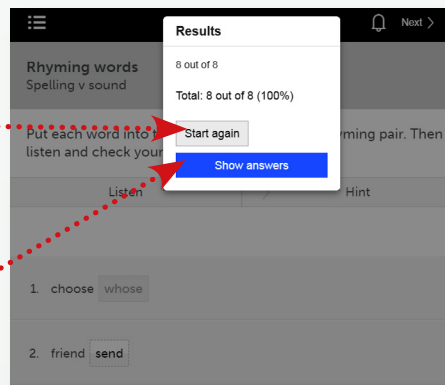 Next >
Results
8 out of 8
Total: 8 out of 8 (100%)
Start again
Show answers
Rhyming words
Spelling v sound
Put each word into t yming pair. Then
listen and check your
Listen Hint
1. choose whose
2. friend send